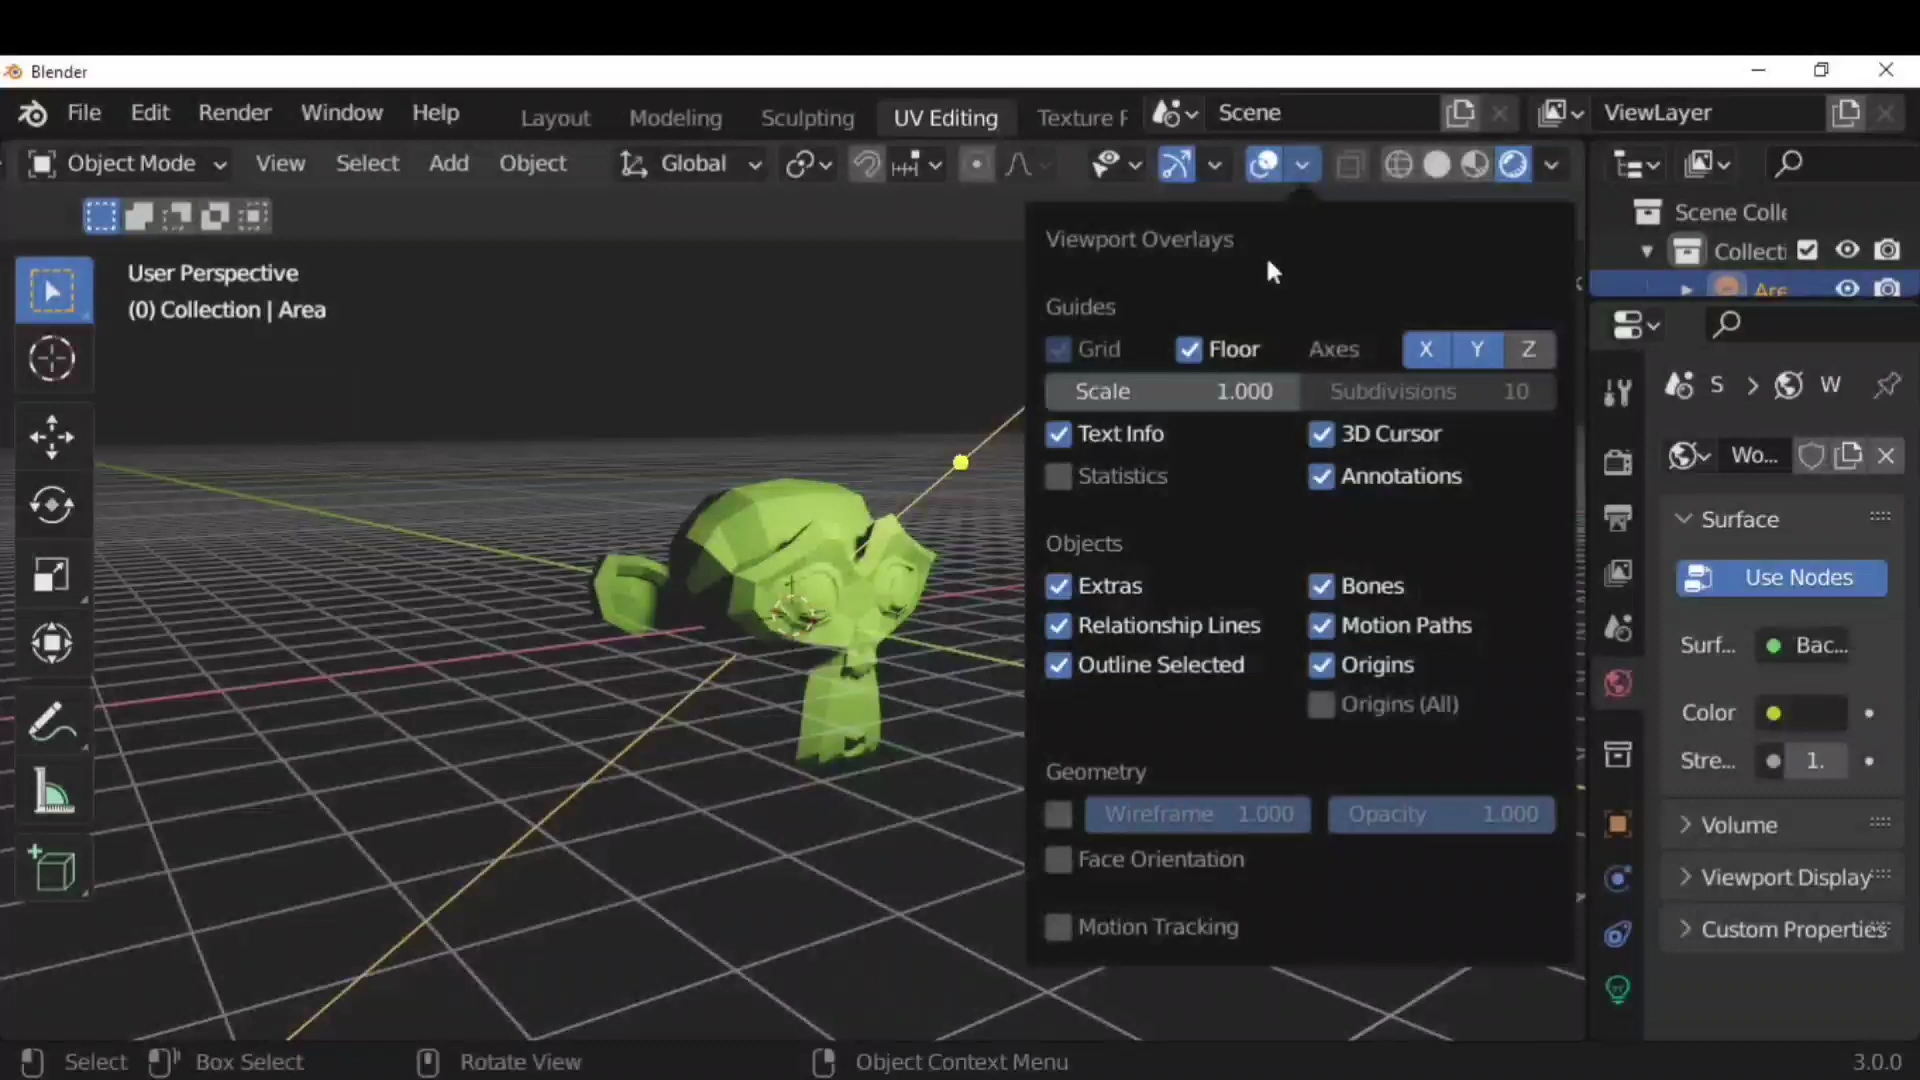 Blender
File Edit Render Window Help Layout Modeling Sculpting UV Editing Texture F Scene ViewLayer
Object Mode View Select Add Object Global
User Perspective
(0) Collection | Area
Viewport Overlays
Guides
Grid Floor Axes X Y Z
Scale 1.000 Subdivisions 10
Text Info 3D Cursor
Statistics Annotations
Objects
Extras Bones
Relationship Lines Motion Paths
Outline Selected Origins
Origins (All)
Geometry
Wireframe 1.000 Opacity 1.000
Face Orientation
Motion Tracking
Scene Colle
Collecti
Are
S > W
Wo...
Surface
Use Nodes
Surf... Bac...
Color
Stre... 1.
Volume
Viewport Display
Custom Properties
Select Box Select Rotate View Object Context Menu 3.0.0